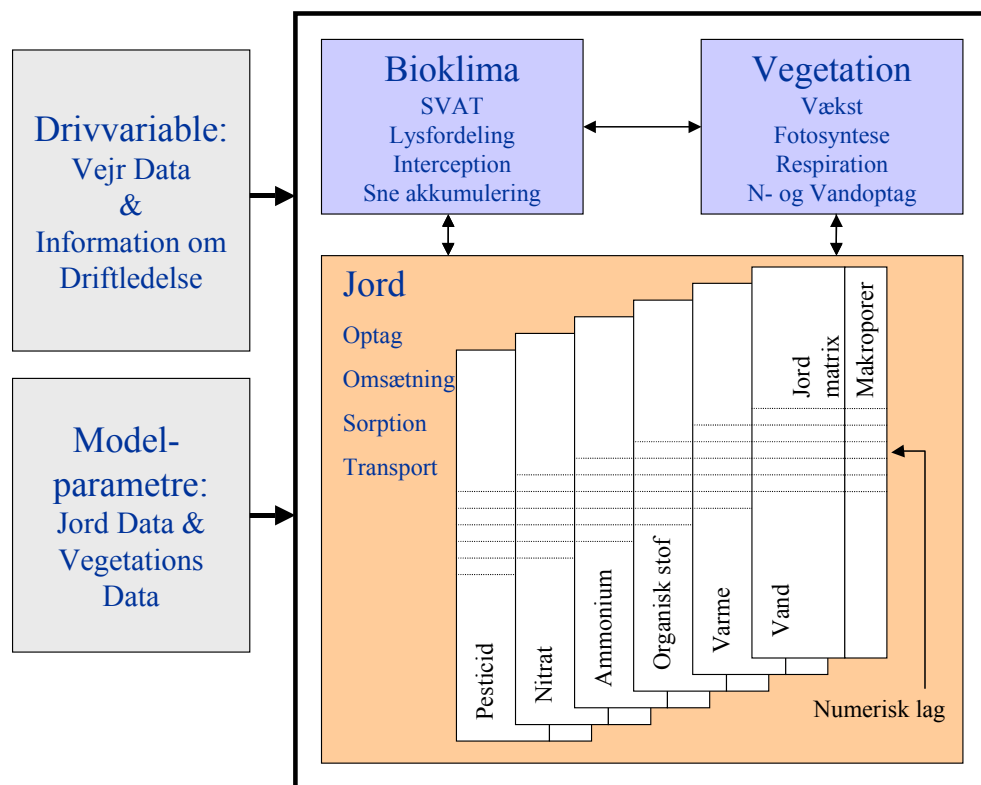 Drivvariable:
Vejr Data
&
Information om
Driftledelse
Model-
parametre:
Jord Data &
Vegetations
Data
Bioklima
SVAT
Lysfordeling
Interception
Sne akkumulering
Vegetation
Vækst
Fotosyntese
Respiration
N- og Vandoptag
Jord
Optag
Omsætning
Sorption
Transport
Pesticid
Nitrat
Ammonium
Organisk stof
Varme
Vand
Jord
matrix
Makroporer
Numerisk lag